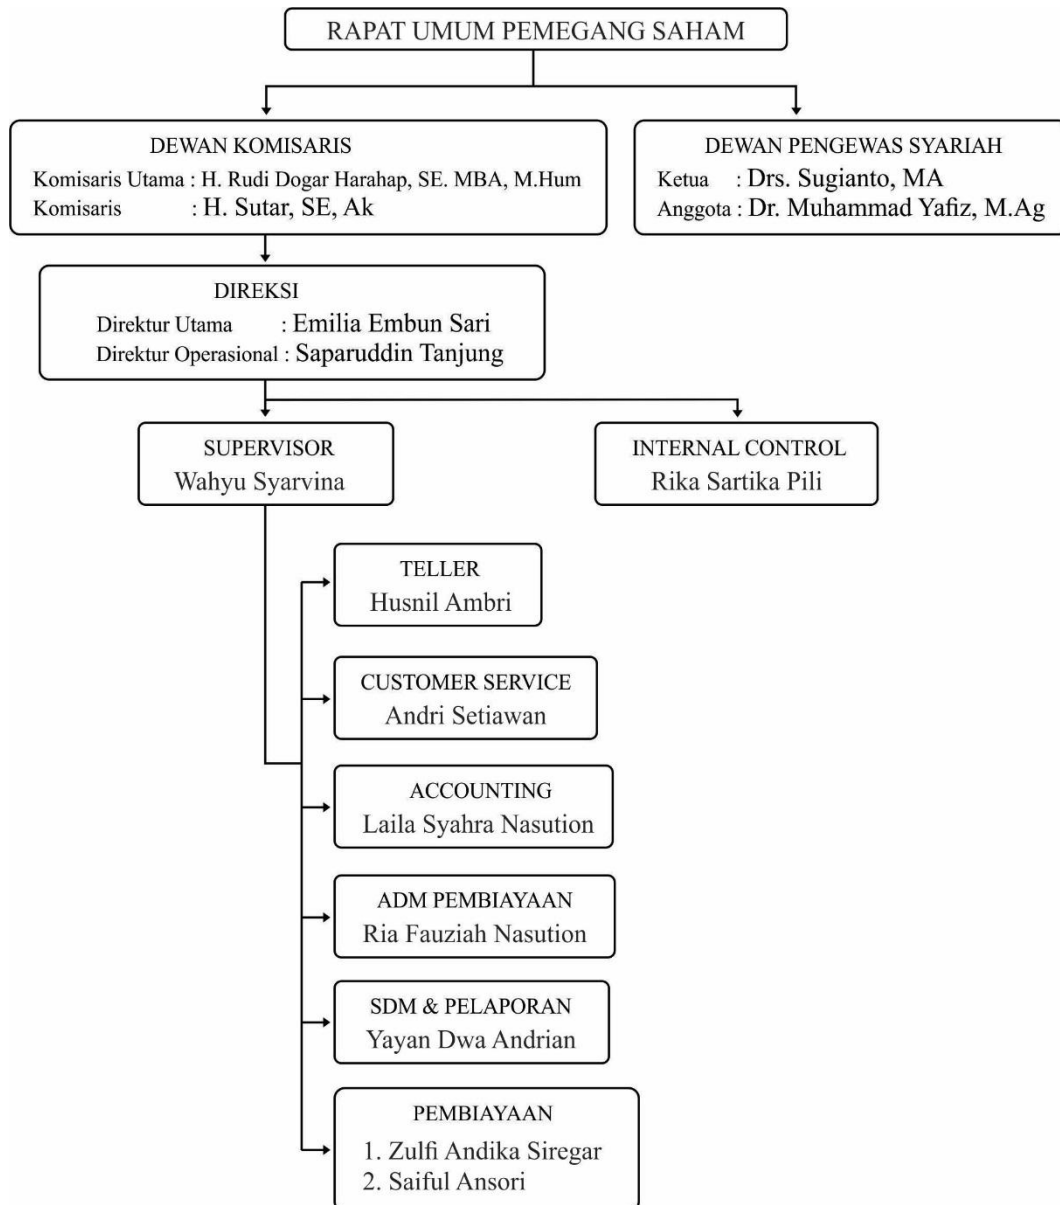 RAPAT UMUM PEMEGANG SAHAM
DEWAN KOMISARIS
Komisaris Utama : H. Rudi Dogar Harahap, SE. MBA, M.Hum
Komisaris : H. Sutar, SE, Ak
DEWAN PENGEWAS SYARIAH
Ketua : Drs. Sugianto, MA
Anggota : Dr. Muhammad Yafiz, M.Ag
DIREKSI
Direktur Utama : Emilia Embun Sari
Direktur Operasional : Saparuddin Tanjung
SUPERVISOR
Wahyu Syarvina
INTERNAL CONTROL
Rika Sartika Pili
TELLER
Husnil Ambri
CUSTOMER SERVICE
Andri Setiawan
ACCOUNTING
Laila Syahra Nasution
ADM PEMBIAYAAN
Ria Fauziah Nasution
SDM & PELAPORAN
Yayan Dwa Andrian
PEMBIAYAAN
1. Zulfi Andika Siregar
2. Saiful Ansori